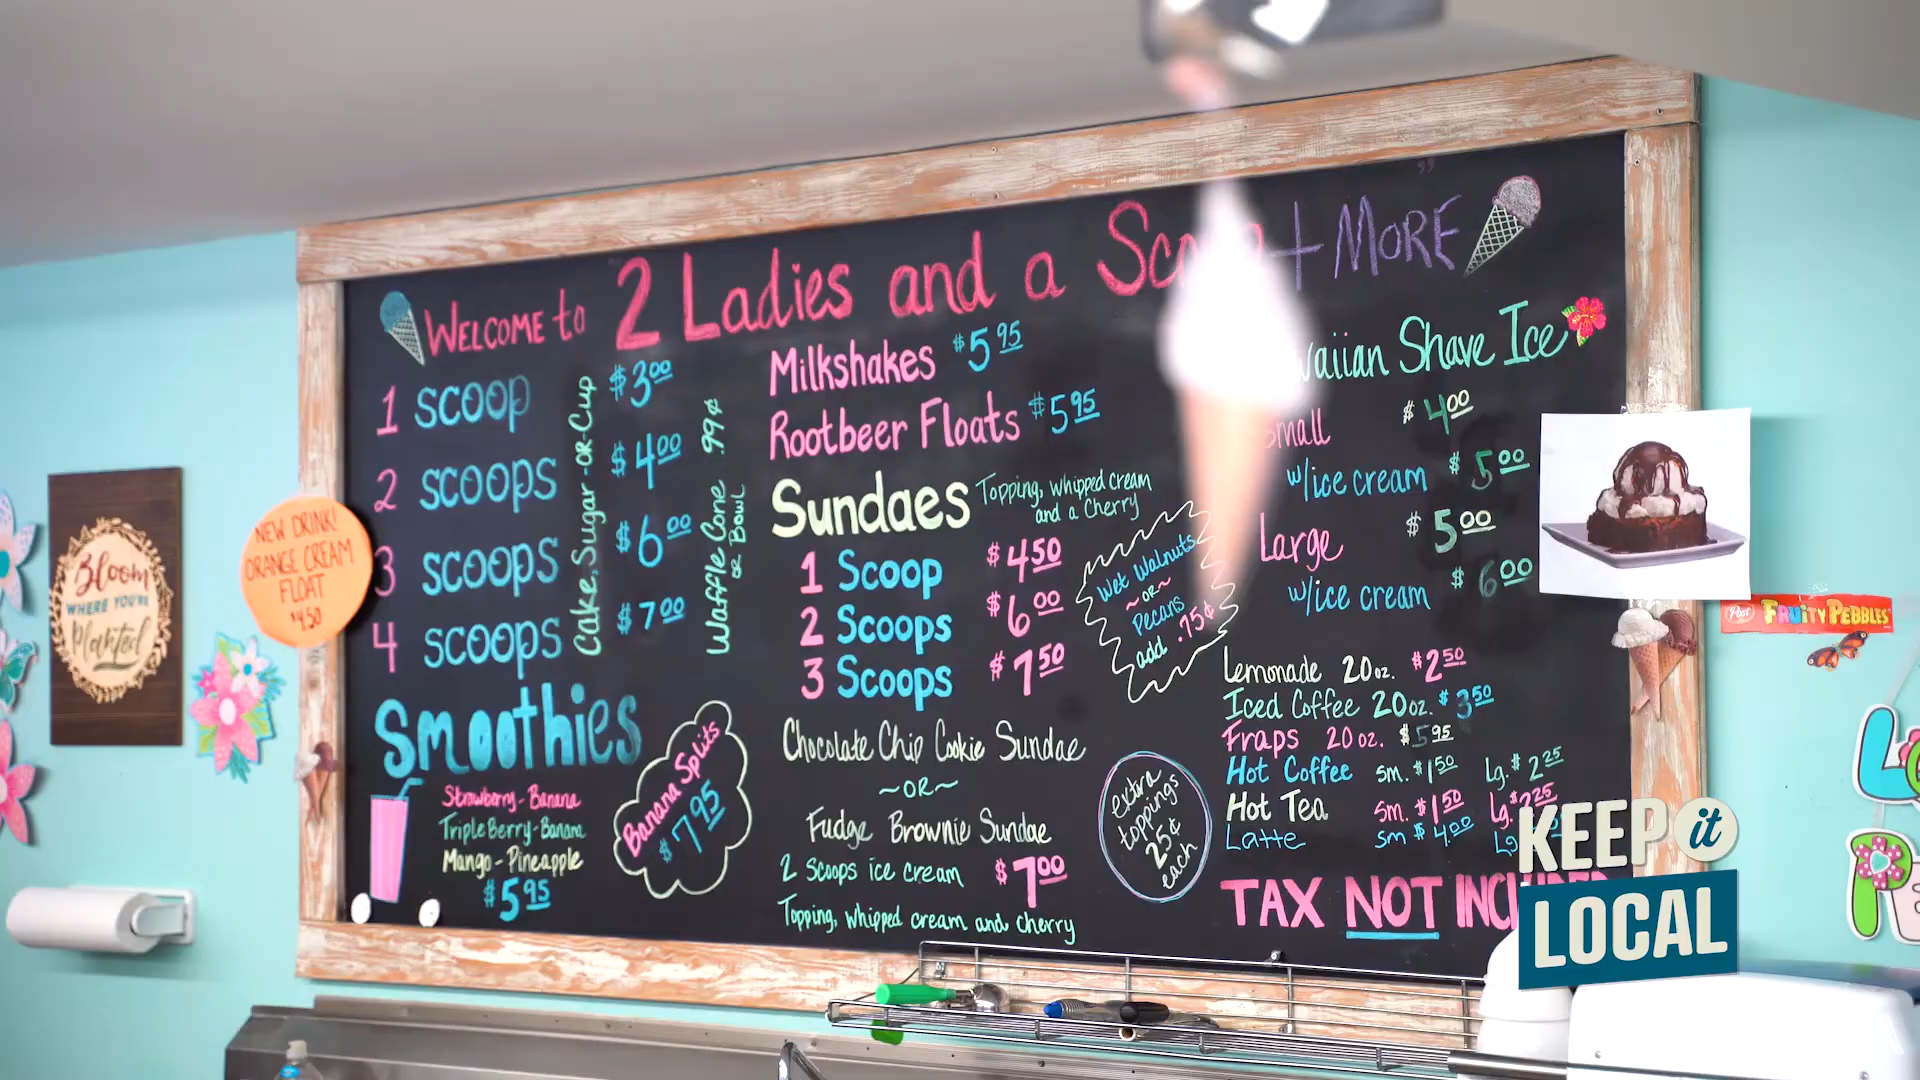 WELCOME to "2 Ladies and a Scoop + MORE"
1 SCOOP $3.00
2 SCOOPS $4.00
3 SCOOPS $6.00
4 SCOOPS $7.00
Cake, Sugar -OR- Cup
Waffle Cone .99¢
OR Bowl
Smoothies
Strawberry - Banana
Triple Berry - Banana
Mango - Pineapple
$5.95
Banana Splits
$7.95
Milkshakes $5.95
Rootbeer Floats $5.95
Sundaes
Topping, whipped cream
and a Cherry
1 Scoop $4.50
2 Scoops $6.00
3 Scoops $7.50
Wet Walnuts
~OR~
Pecans
add .75¢
Chocolate Chip Cookie Sundae
~OR~
Fudge Brownie Sundae
2 Scoops ice cream $7.00
Topping, whipped cream and cherry
extra
toppings
25¢
each
Shave Ice
Small $4.00
w/ice cream $5.00
Large $5.00
w/ice cream $6.00
Lemonade 20oz. $2.50
Iced Coffee 20oz. $3.50
Fraps 20oz. $5.95
Hot Coffee sm. $1.50 Lg. $2.25
Hot Tea sm. $1.50 Lg. $2.25
Latte sm $4.00 Lg
TAX NOT
NEW DRINK!
ORANGE CREAM
FLOAT
$4.50
Bloom
WHERE YOU'RE
Planted
Post FRUITY PEBBLES
KEEP it
LOCAL